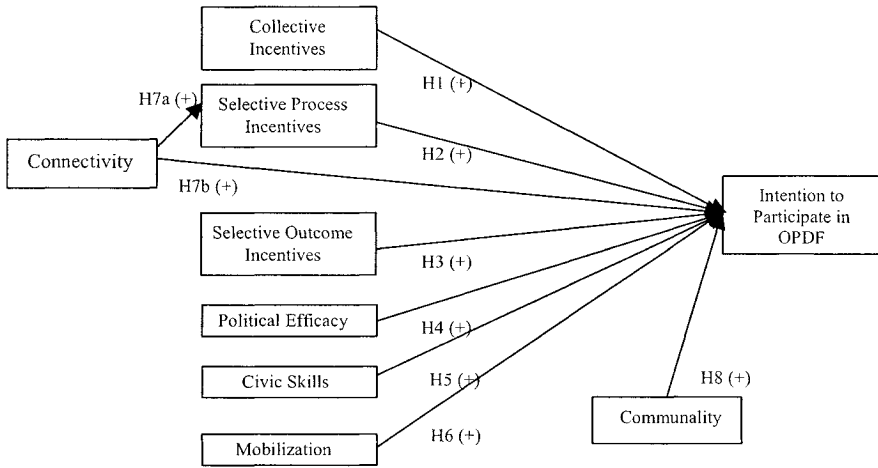 Collective
Incentives
H1 (+)
H7a (+)
Selective Process
Incentives
Connectivity
H2 (+)
H7b (+)
Intention to
Participate in
OPDF
Selective Outcome
Incentives
H3 (+)
Political Efficacy
H4 (+)
Civic Skills
H5 (+)
H8 (+)
Communality
Mobilization
H6 (+)